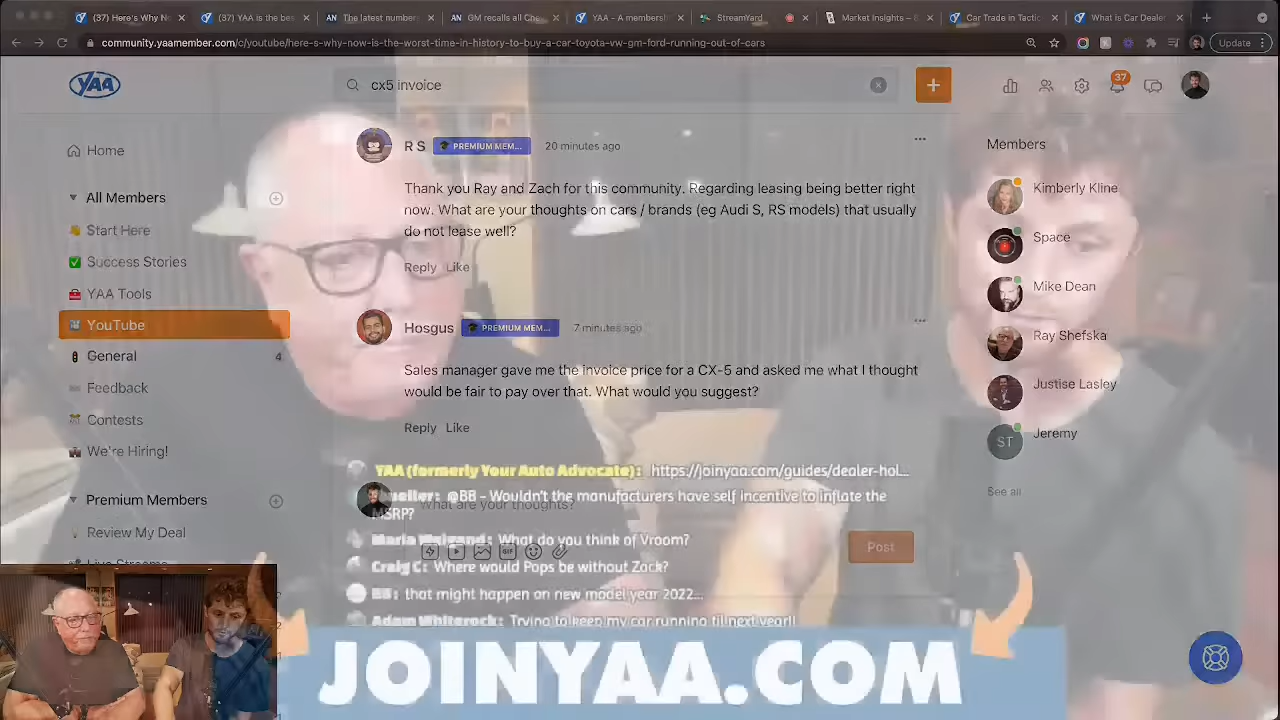 (37) Here's Why N
(37) YAA is the bes
The latest number
GM recalls all Che
YAA - A membersh
StreamYard
Market Insights –
Car Trade in Tactic
What is Car Dealer
community.yaamember.com/c/youtube/here-s-why-now-is-the-worst-time-in-history-to-buy-a-car-toyota-vw-gm-ford-running-out-of-cars
Update
YAA
cx5 invoice
37
Home
All Members
Start Here
Success Stories
YAA Tools
YouTube
General 4
Feedback
Contests
We're Hiring!
Premium Members
Review My Deal
Live Streams
R S PREMIUM MEM... 20 minutes ago
Thank you Ray and Zach for this community. Regarding leasing being better right
now. What are your thoughts on cars / brands (eg Audi S, RS models) that usually
do not lease well?
Reply Like
Hosgus PREMIUM MEM... 7 minutes ago
Sales manager gave me the invoice price for a CX-5 and asked me what I thought
would be fair to pay over that. What would you suggest?
Reply Like
YAA (formerly Your Auto Advocate): https://joinyaa.com/guides/dealer-hol...
@BB - Wouldn't the manufacturers have self incentive to inflate the
MSRP?
What are your thoughts?
What do you think of Vroom?
Craig C: Where would Pops be without Zack?
BB: that might happen on new model year 2022...
Adam Whiterock: Trying to keep my car running til next year!!
GIF
Post
Members
Kimberly Kline
Space
Mike Dean
Ray Shefska
Justise Lasley
ST
Jeremy
See all
JOINYAA.COM